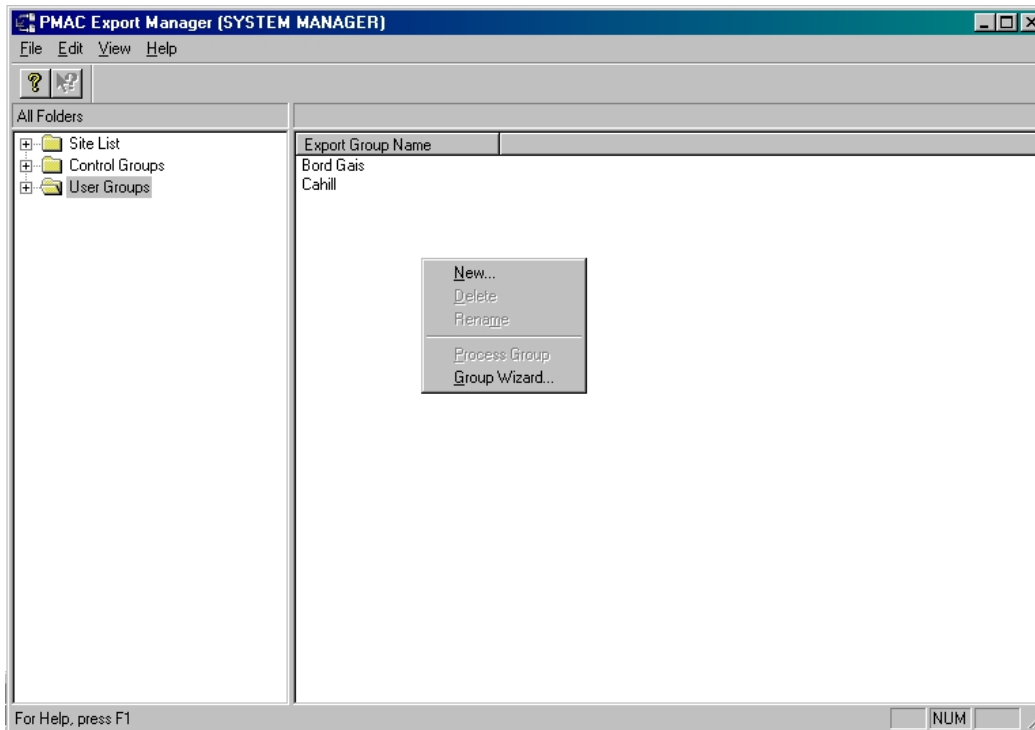 PMAC Export Manager (SYSTEM MANAGER)
File Edit View Help
All Folders
Site List
Control Groups
User Groups
Export Group Name
Bord Gais
Cahill
New...
Delete
Rename
Process Group
Group Wizard...
For Help, press F1
NUM